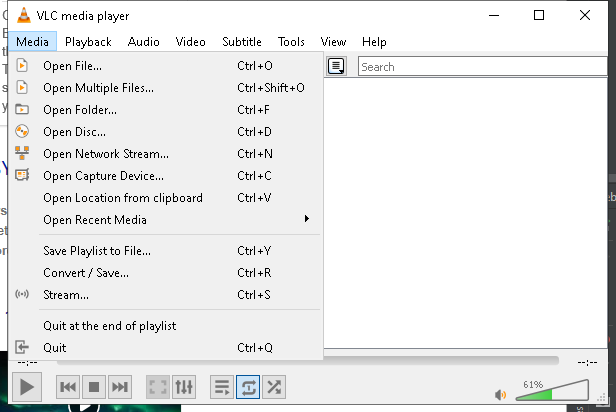 VLC media player
Media Playback Audio Video Subtitle Tools View Help
Open File... Ctrl+O
Open Multiple Files... Ctrl+Shift+O
Open Folder... Ctrl+F
Open Disc... Ctrl+D
Open Network Stream... Ctrl+N
Open Capture Device... Ctrl+C
Open Location from clipboard Ctrl+V
Open Recent Media
Save Playlist to File... Ctrl+Y
Convert / Save... Ctrl+R
Stream... Ctrl+S
Quit at the end of playlist
Quit Ctrl+Q
Search
--:-- --:--
61%